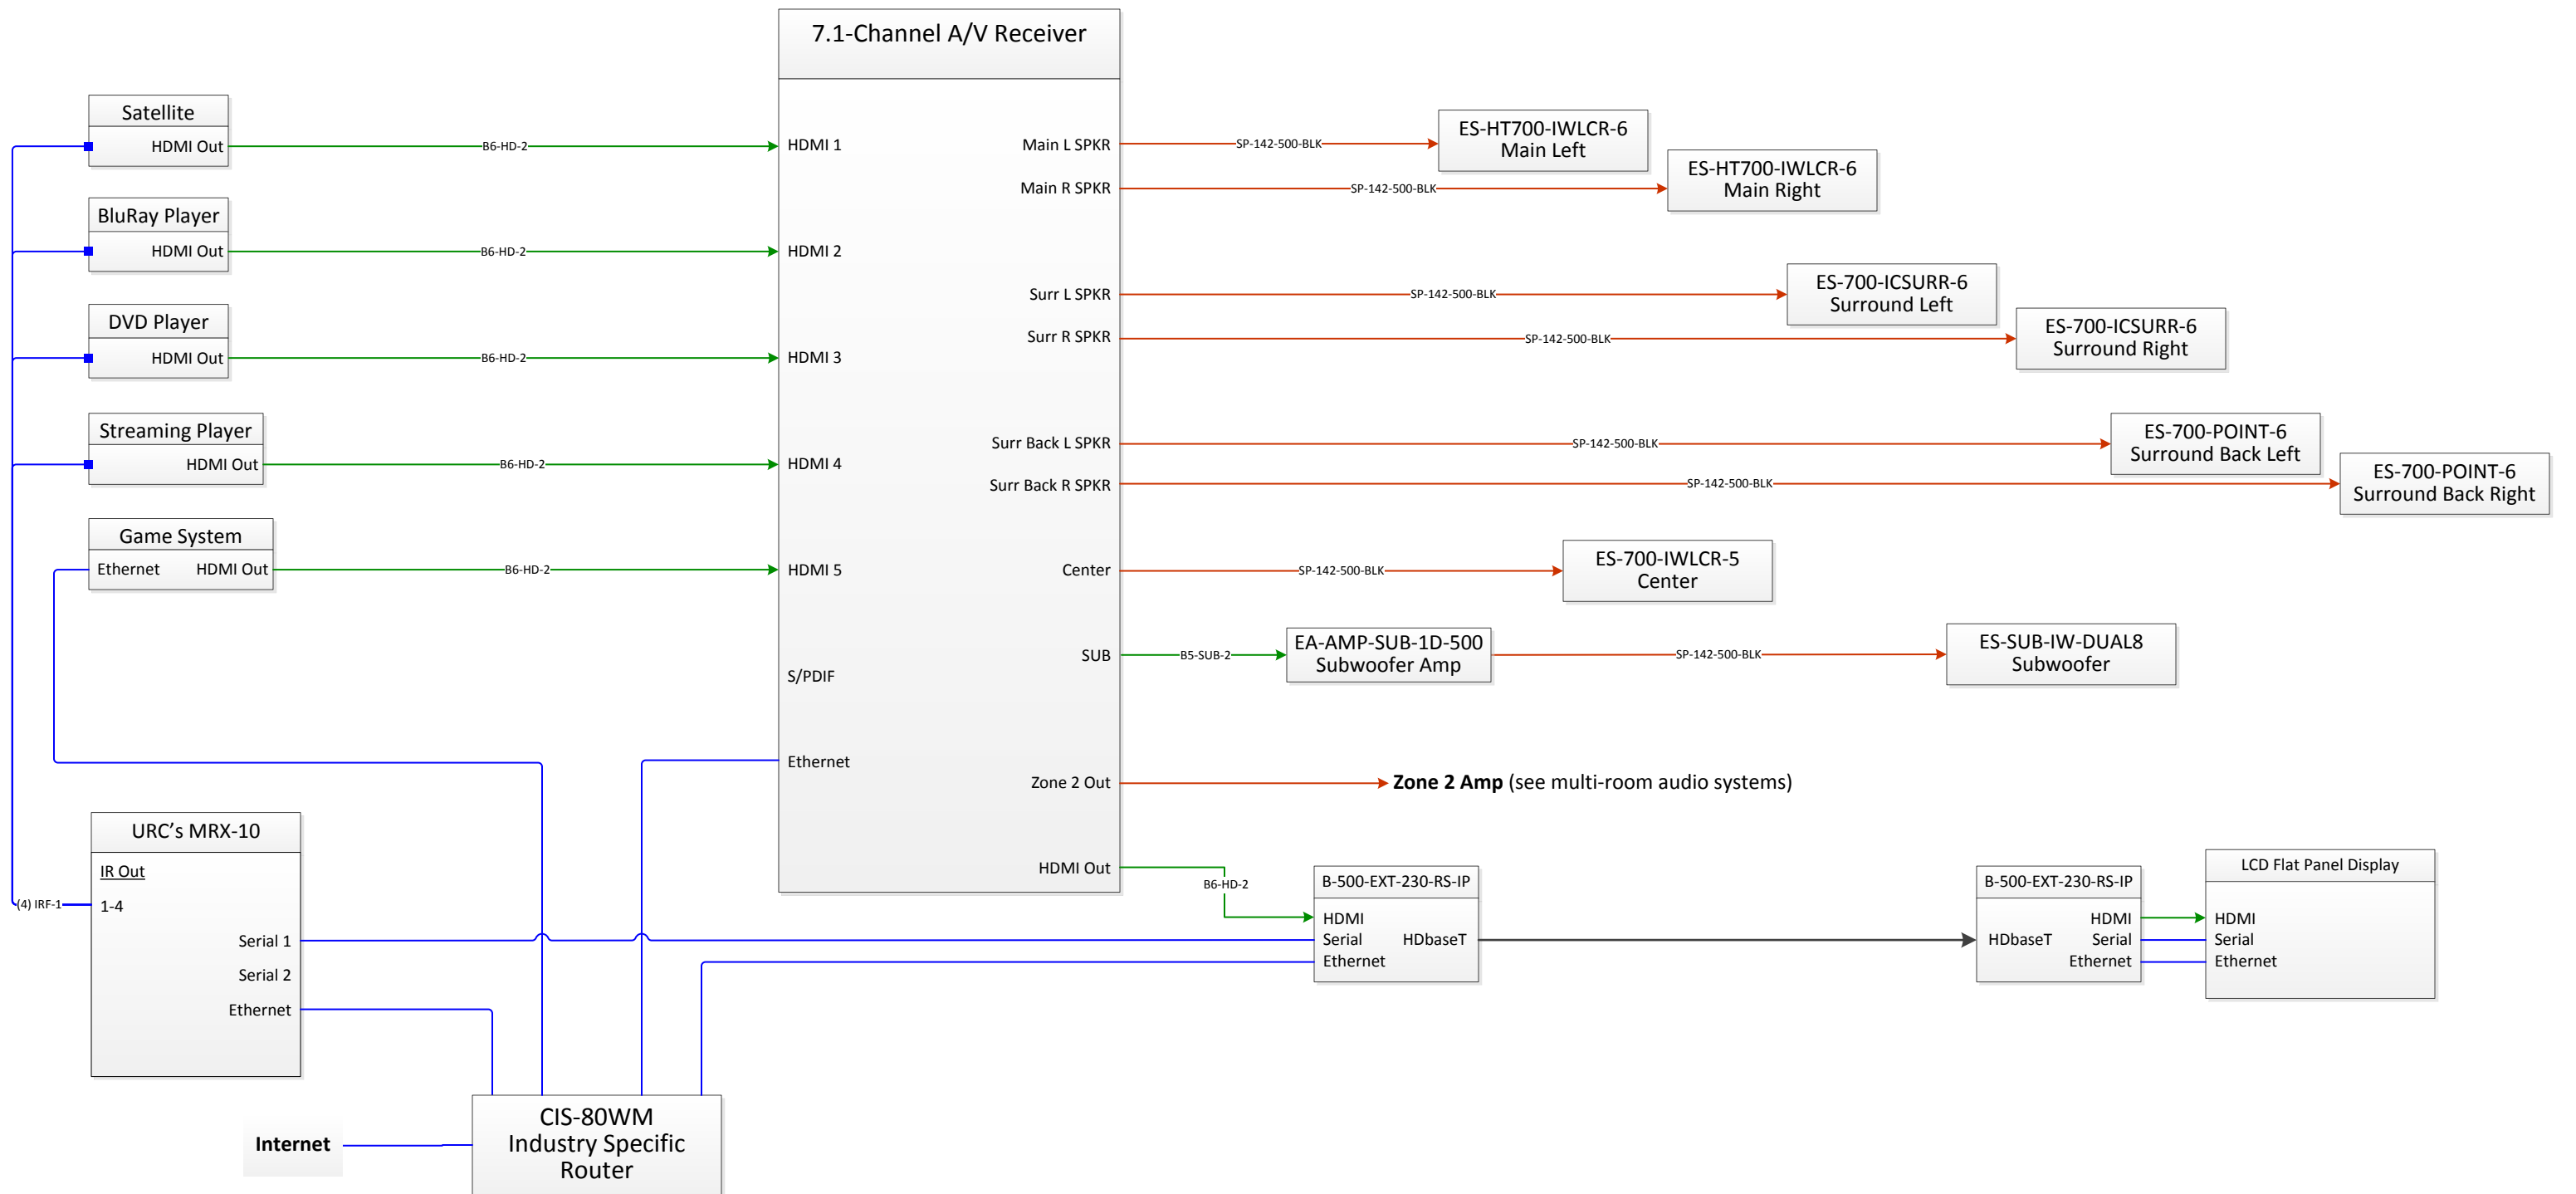 7.1-Channel A/V Receiver
Satellite
HDMI Out
B6-HD-2
HDMI 1
BluRay Player
HDMI Out
B6-HD-2
HDMI 2
DVD Player
HDMI Out
B6-HD-2
HDMI 3
Streaming Player
HDMI Out
B6-HD-2
HDMI 4
Game System
Ethernet
HDMI Out
B6-HD-2
HDMI 5
S/PDIF
Ethernet
Main L SPKR
SP-142-500-BLK
ES-HT700-IWLCR-6
Main Left
Main R SPKR
SP-142-500-BLK
ES-HT700-IWLCR-6
Main Right
Surr L SPKR
SP-142-500-BLK
ES-700-ICSURR-6
Surround Left
Surr R SPKR
SP-142-500-BLK
ES-700-ICSURR-6
Surround Right
Surr Back L SPKR
SP-142-500-BLK
ES-700-POINT-6
Surround Back Left
Surr Back R SPKR
SP-142-500-BLK
ES-700-POINT-6
Surround Back Right
Center
SP-142-500-BLK
ES-700-IWLCR-5
Center
SUB
B5-SUB-2
EA-AMP-SUB-1D-500
Subwoofer Amp
SP-142-500-BLK
ES-SUB-IW-DUAL8
Subwoofer
Zone 2 Out
Zone 2 Amp (see multi-room audio systems)
HDMI Out
B6-HD-2
URC’s MRX-10
IR Out
(4) IRF-1
1-4
Serial 1
Serial 2
Ethernet
B-500-EXT-230-RS-IP
HDMI
Serial
HDbaseT
Ethernet
B-500-EXT-230-RS-IP
HDMI
HDbaseT
Serial
Ethernet
LCD Flat Panel Display
HDMI
Serial
Ethernet
Internet
CIS-80WM
Industry Specific
Router